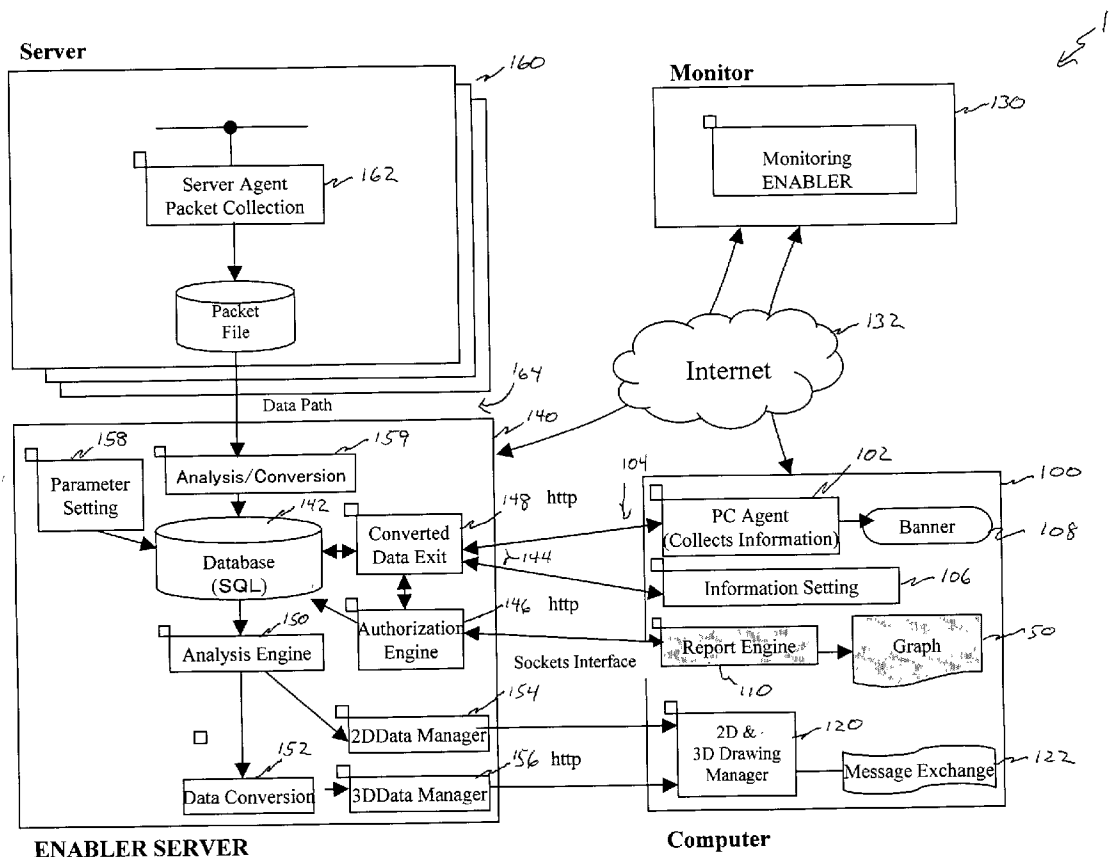 1
Server
160
Monitor
130
Server Agent
Packet Collection
162
Monitoring
ENABLER
Packet
File
132
Internet
164
Data Path
140
158
159
Parameter
Setting
Analysis/Conversion
142
148 http
104
102
100
Converted
Data Exit
PC Agent
(Collects Information)
Banner
108
Database
(SQL)
144
Information Setting
106
146 http
150
Authorization
Engine
Analysis Engine
Report Engine
Graph
50
Sockets Interface
110
154
2DData Manager
2D &
3D Drawing
Manager
120
152
156 http
Message Exchange
122
Data Conversion
3DData Manager
ENABLER SERVER
Computer